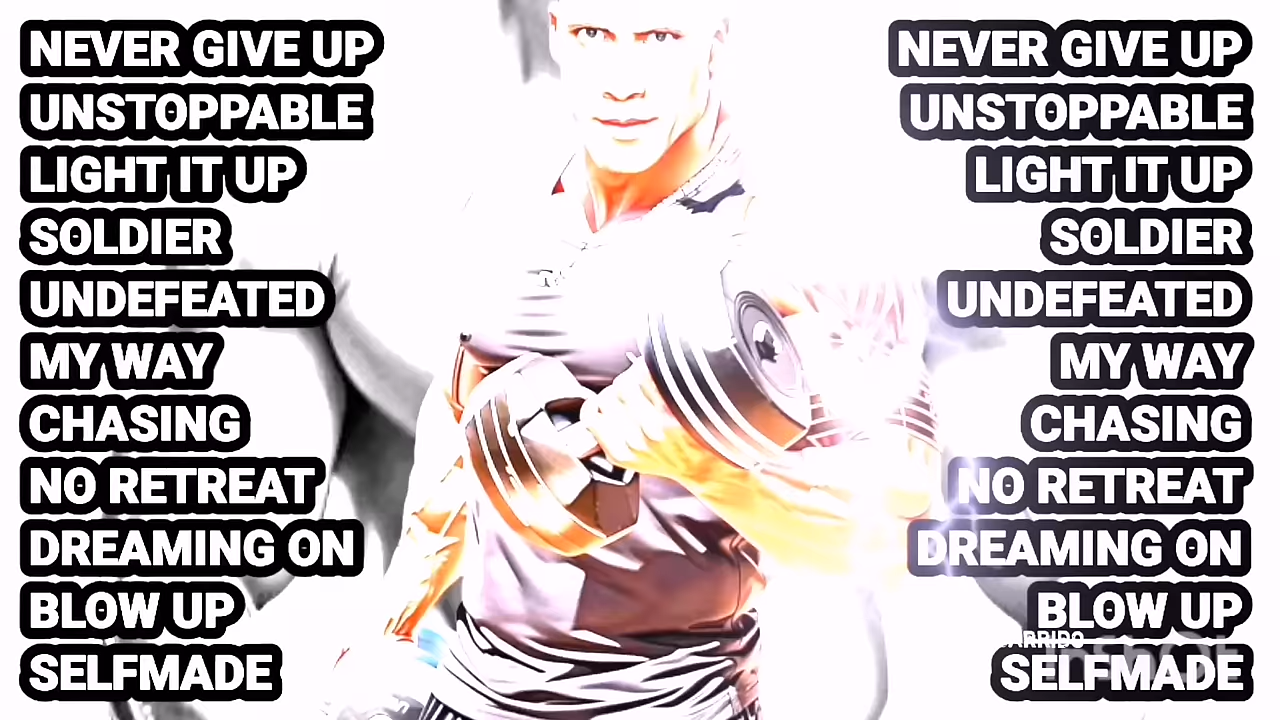 NEVER GIVE UP
UNSTOPPABLE
LIGHT IT UP
SOLDIER
UNDEFEATED
MY WAY
CHASING
NO RETREAT
DREAMING ON
BLOW UP
SELFMADE
NEVER GIVE UP
UNSTOPPABLE
LIGHT IT UP
SOLDIER
UNDEFEATED
MY WAY
CHASING
NO RETREAT
DREAMING ON
BLOW UP
SELFMADE